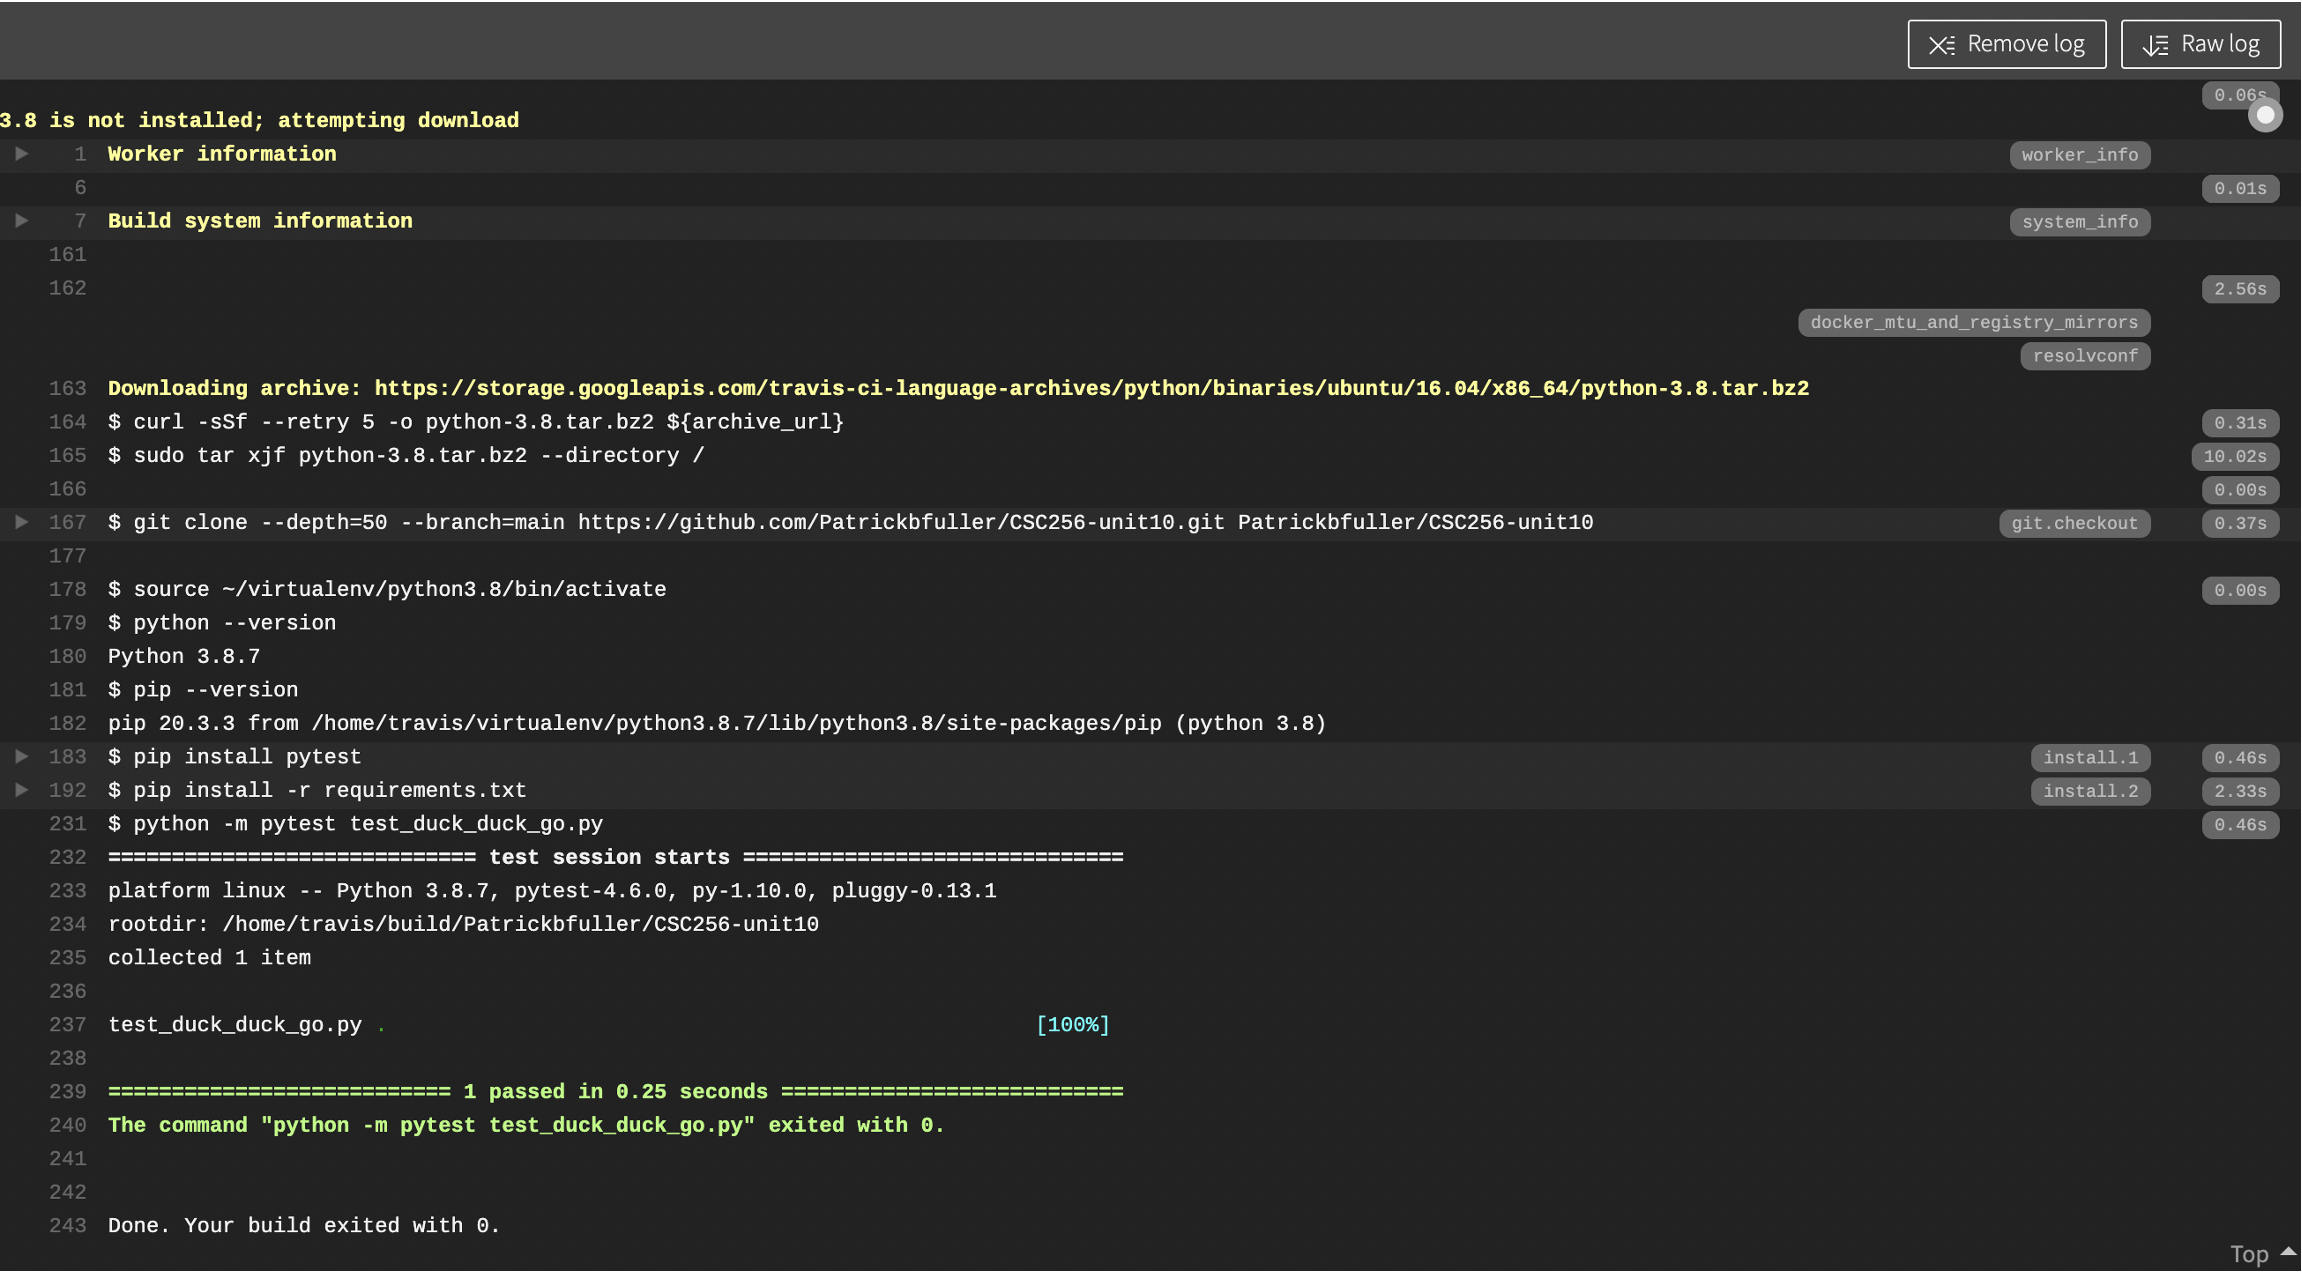 Remove log Raw log
0.06s
3.8 is not installed; attempting download
1 Worker information worker_info
6 0.01s
7 Build system information system_info
161
162 2.56s
docker_mtu_and_registry_mirrors
resolvconf
163 Downloading archive: https://storage.googleapis.com/travis-ci-language-archives/python/binaries/ubuntu/16.04/x86_64/python-3.8.tar.bz2
164 $ curl -sSf --retry 5 -o python-3.8.tar.bz2 ${archive_url} 0.31s
165 $ sudo tar xjf python-3.8.tar.bz2 --directory / 10.02s
166 0.00s
167 $ git clone --depth=50 --branch=main https://github.com/Patrickbfuller/CSC256-unit10.git Patrickbfuller/CSC256-unit10 git.checkout 0.37s
177
178 $ source ~/virtualenv/python3.8/bin/activate 0.00s
179 $ python --version
180 Python 3.8.7
181 $ pip --version
182 pip 20.3.3 from /home/travis/virtualenv/python3.8.7/lib/python3.8/site-packages/pip (python 3.8)
183 $ pip install pytest install.1 0.46s
192 $ pip install -r requirements.txt install.2 2.33s
231 $ python -m pytest test_duck_duck_go.py 0.46s
232 ============================= test session starts ==============================
233 platform linux -- Python 3.8.7, pytest-4.6.0, py-1.10.0, pluggy-0.13.1
234 rootdir: /home/travis/build/Patrickbfuller/CSC256-unit10
235 collected 1 item
236
237 test_duck_duck_go.py . [100%]
238
239 =========================== 1 passed in 0.25 seconds ===========================
240 The command "python -m pytest test_duck_duck_go.py" exited with 0.
241
242
243 Done. Your build exited with 0.
Top